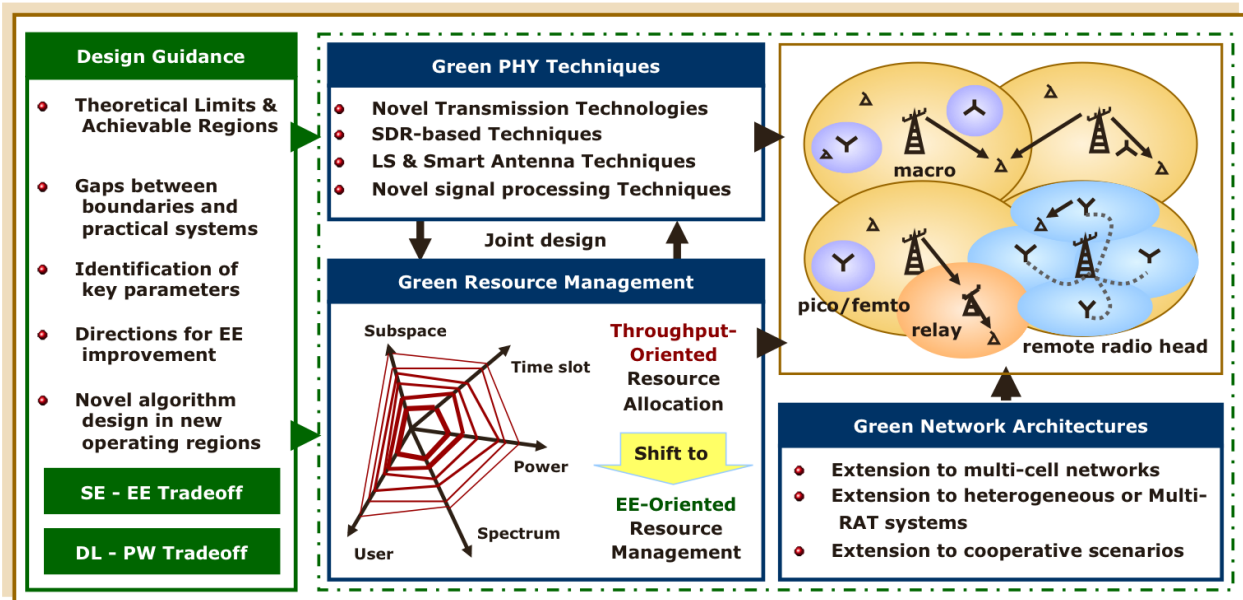 Design Guidance
Theoretical Limits &
Achievable Regions
Gaps between
boundaries and
practical systems
Identification of
key parameters
Directions for EE
improvement
Novel algorithm
design in new
operating regions
SE - EE Tradeoff
DL - PW Tradeoff
Green PHY Techniques
Novel Transmission Technologies
SDR-based Techniques
LS & Smart Antenna Techniques
Novel signal processing Techniques
Joint design
Green Resource Management
Subspace
Time slot
Power
Spectrum
User
Throughput-
Oriented
Resource
Allocation
Shift to
EE-Oriented
Resource
Management
macro
pico/femto
relay
remote radio head
Green Network Architectures
Extension to multi-cell networks
Extension to heterogeneous or Multi-
RAT systems
Extension to cooperative scenarios